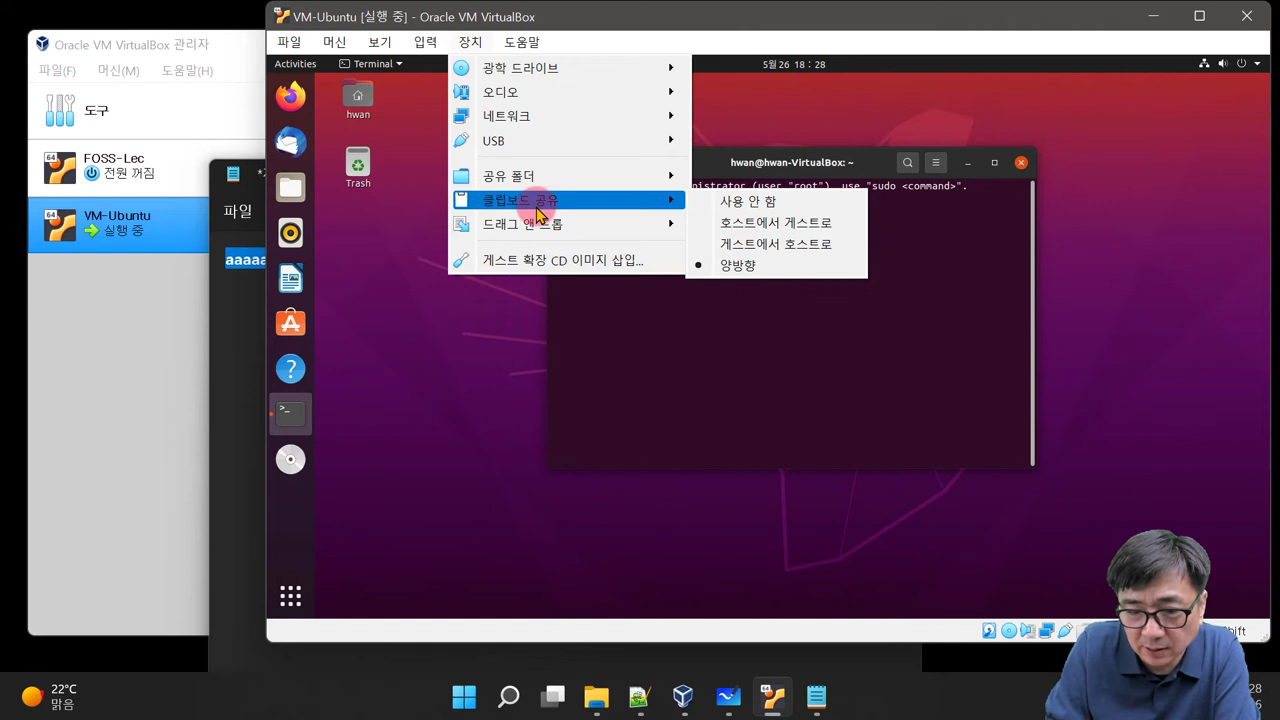 Oracle VM VirtualBox 관리자
파일(F) 머신(M) 도움말(H)
도구
64
FOSS-Lec
전원 꺼짐
64
VM-Ubuntu
실행 중
파일
aaaaa
64
VM-Ubuntu [실행 중] - Oracle VM VirtualBox
파일 머신 보기 입력 장치 도움말
Activities
Terminal
5월 26 18 : 28
hwan
Trash
광학 드라이브
오디오
네트워크
USB
공유 폴더
클립보드 공유
드래그 앤 드롭
게스트 확장 CD 이미지 삽입...
사용 안 함
호스트에서 게스트로
게스트에서 호스트로
양방향
hwan@hwan-VirtualBox: ~
nistrator (user "root"), use "sudo <command>".
22°C
맑음